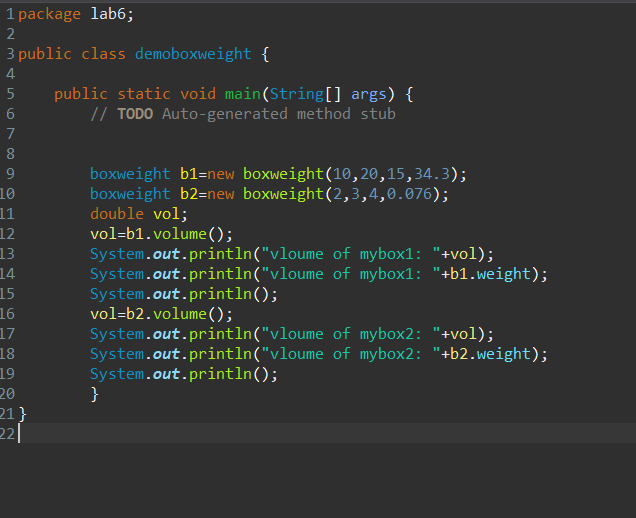 1 package lab6;
2
3 public class demoboxweight {
4
5 public static void main(String[] args) {
6 // TODO Auto-generated method stub
7
8
9 boxweight b1=new boxweight(10,20,15,34.3);
10 boxweight b2=new boxweight(2,3,4,0.076);
11 double vol;
12 vol=b1.volume();
13 System.out.println("vloume of mybox1: "+vol);
14 System.out.println("vloume of mybox1: "+b1.weight);
15 System.out.println();
16 vol=b2.volume();
17 System.out.println("vloume of mybox2: "+vol);
18 System.out.println("vloume of mybox2: "+b2.weight);
19 System.out.println();
20 }
21 }
22